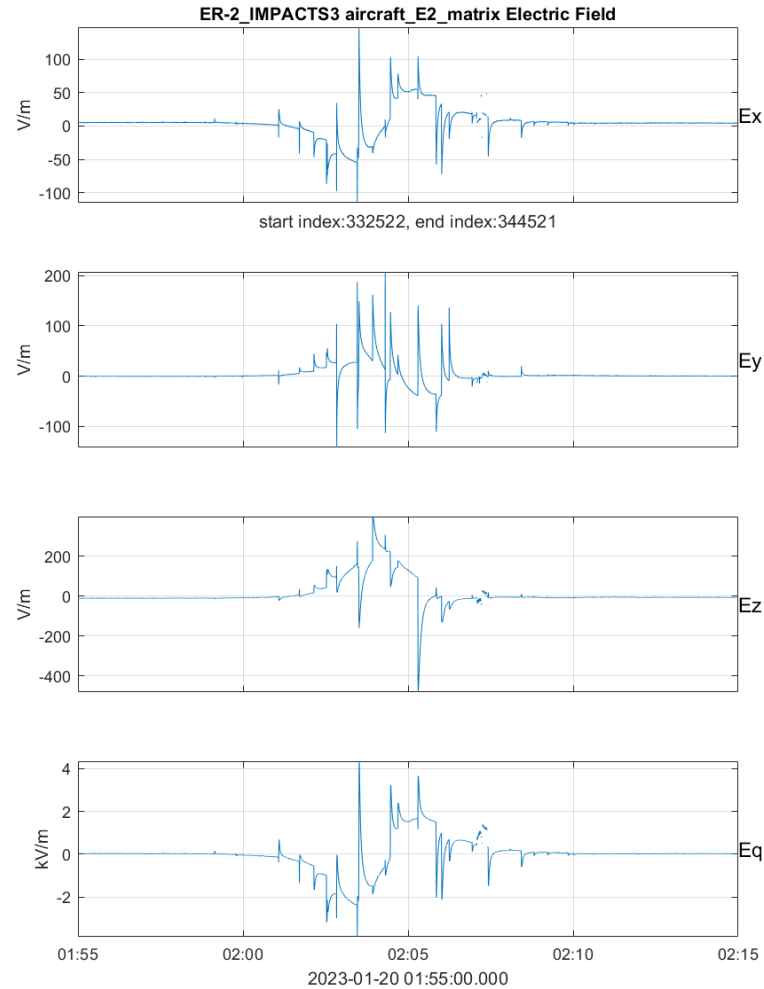 ER-2_IMPACTS3 aircraft_E2_matrix Electric Field
100
50
0
-50
-100
V/m
Ex
start index:332522, end index:344521
200
100
0
-100
V/m
Ey
200
0
-200
-400
V/m
Ez
4
2
0
-2
kV/m
Eq
01:55 02:00 02:05 02:10 02:15
2023-01-20 01:55:00.000